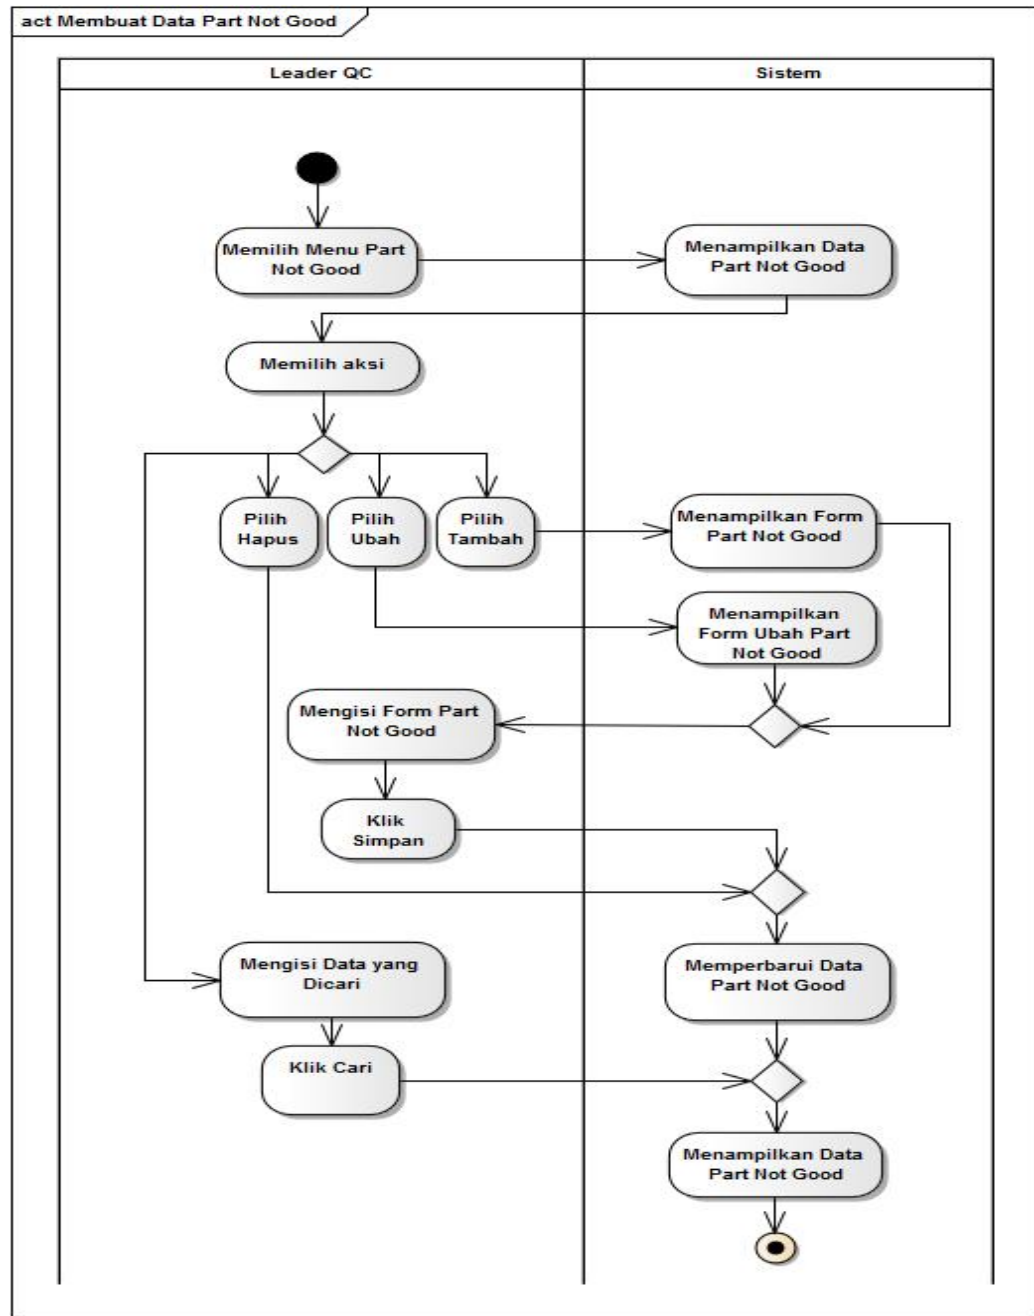 act Membuat Data Part Not Good
Leader QC
Sistem
Memilih Menu Part
Not Good
Menampilkan Data
Part Not Good
Memilih aksi
Pilih
Hapus
Pilih
Ubah
Pilih
Tambah
Menampilkan Form
Part Not Good
Menampilkan
Form Ubah Part
Not Good
Mengisi Form Part
Not Good
Klik
Simpan
Mengisi Data yang
Dicari
Memperbarui Data
Part Not Good
Klik Cari
Menampilkan Data
Part Not Good